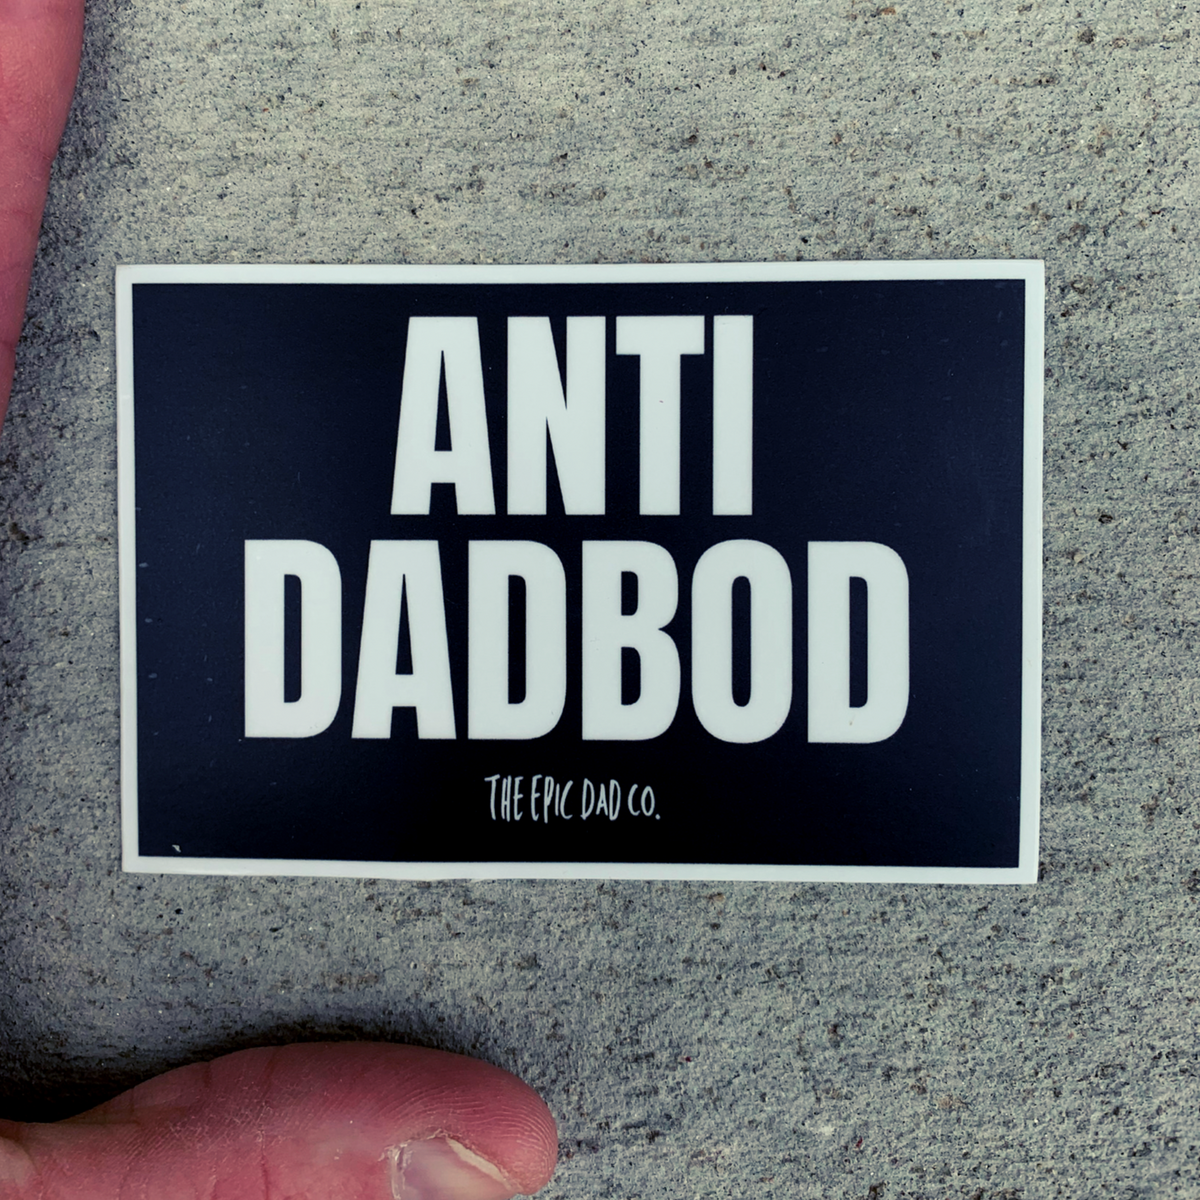 ANTI
DADBOD
THE EPIC DAD CO.